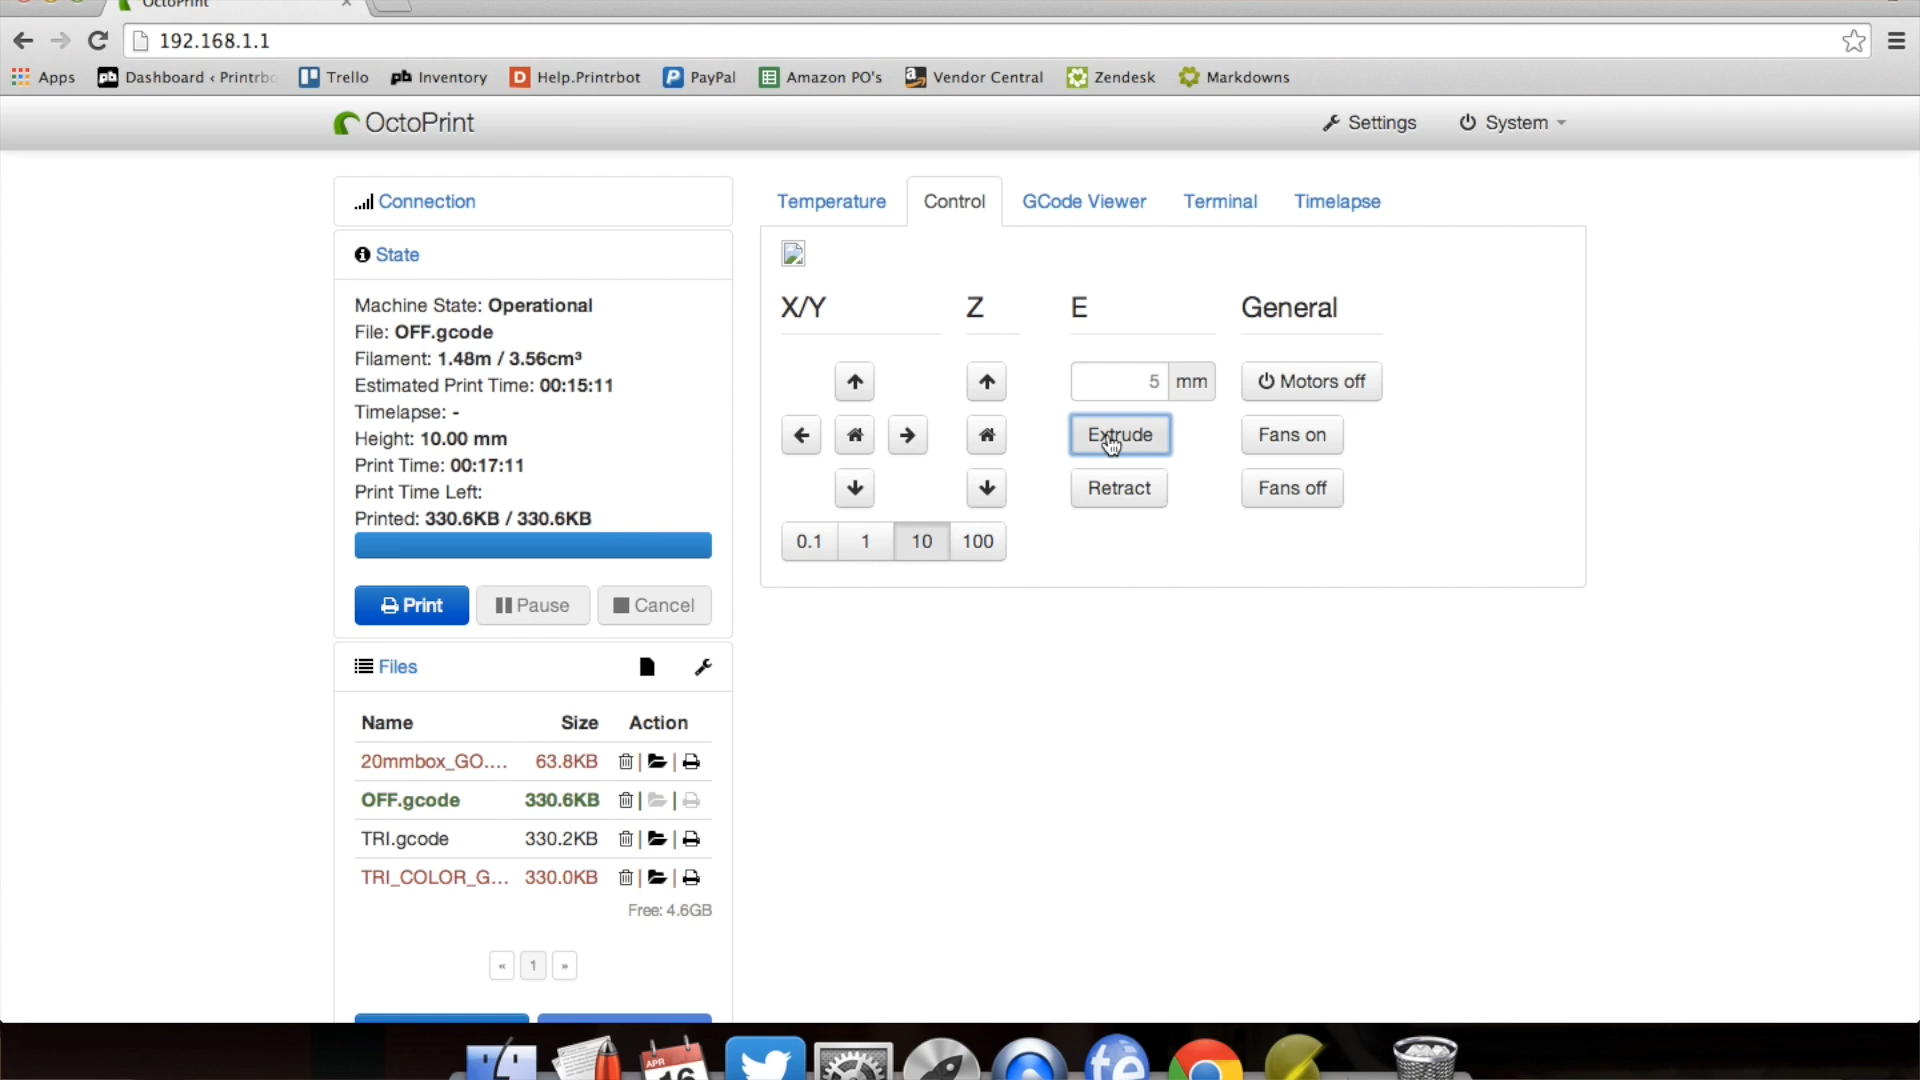 OctoPrint
192.168.1.1
Apps Dashboard ‹ Printrbo Trello Inventory Help.Printrbot PayPal Amazon PO's Vendor Central Zendesk Markdowns
OctoPrint Settings System
Connection
Temperature Control GCode Viewer Terminal Timelapse
State
Machine State: Operational
File: OFF.gcode
Filament: 1.48m / 3.56cm³
Estimated Print Time: 00:15:11
Timelapse: -
Height: 10.00 mm
Print Time: 00:17:11
Print Time Left:
Printed: 330.6KB / 330.6KB
Print Pause Cancel
X/Y Z E General
5 mm Motors off
Extrude Fans on
Retract Fans off
0.1 1 10 100
Files
Name Size Action
20mmbox_GO.... 63.8KB
OFF.gcode 330.6KB
TRI.gcode 330.2KB
TRI_COLOR_G... 330.0KB
Free: 4.6GB
« 1 »
APR
16
te